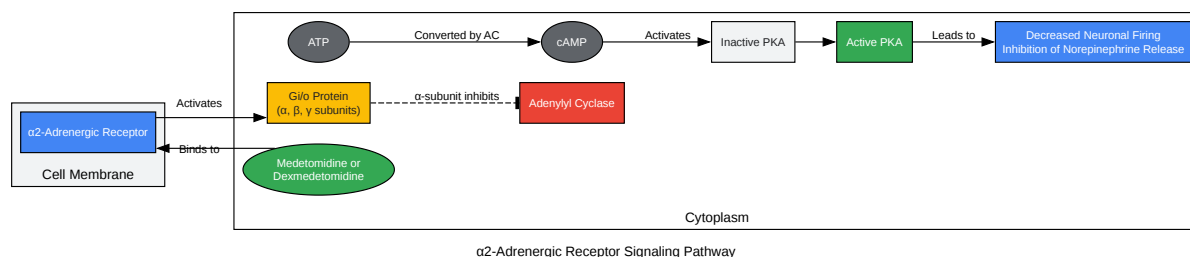 ATP
Converted by AC
cAMP
Activates
Inactive PKA
Active PKA
Leads to
Decreased Neuronal Firing
Inhibition of Norepinephrine Release
Activates
Gi/o Protein
(α, β, γ subunits)
α-subunit inhibits
Adenylyl Cyclase
α2-Adrenergic Receptor
Binds to
Cell Membrane
Medetomidine or
Dexmedetomidine
Cytoplasm
α2-Adrenergic Receptor Signaling Pathway